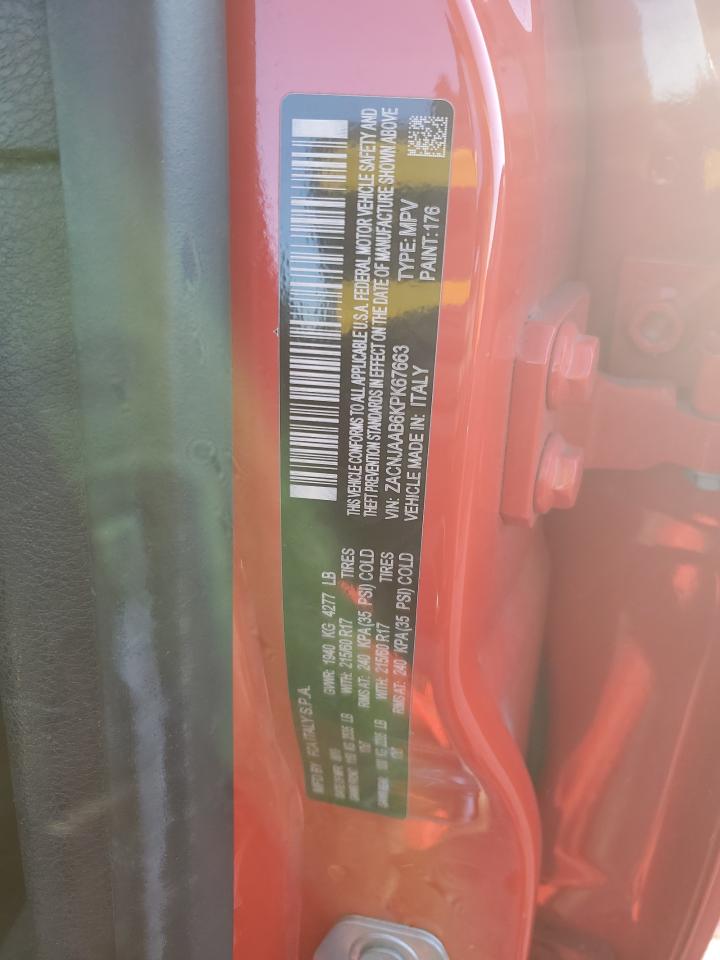 MFD BY FCA ITALY S.P.A.
GVWR: 1940 KG 4277 LB
WITH: 215/60 R17 TIRES
RIMS AT: 240 KPA(35 PSI) COLD
WITH: 215/60 R17 TIRES
RIMS AT: 240 KPA(35 PSI) COLD
THIS VEHICLE CONFORMS TO ALL APPLICABLE U.S.A. FEDERAL MOTOR VEHICLE SAFETY AND
THEFT PREVENTION STANDARDS IN EFFECT ON THE DATE OF MANUFACTURE SHOWN ABOVE
VIN: ZACNJAAB6KPK67663 TYPE: MPV
VEHICLE MADE IN: ITALY PAINT: 176